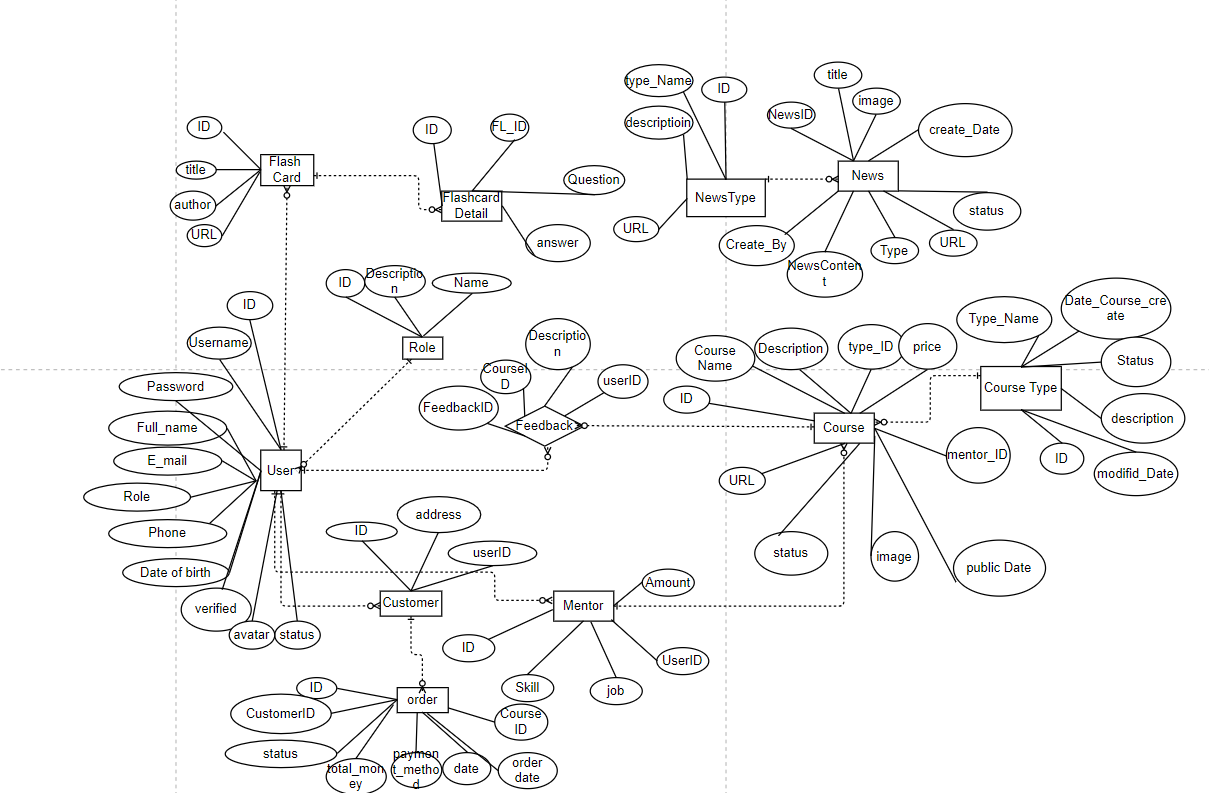 title
type_Name
ID
image
NewsID
ID
ID
FL_ID
descriptioin
create_Date
Flash
Card
News
title
Question
NewsType
Flashcard
Detail
author
status
URL
URL
answer
Create_By
Type
URL
NewsConten
t
ID
Descriptio
n
Name
ID
Date_Course_cre
ate
Type_Name
Username
Role
Descriptio
n
Course
Name
Description
type_ID
price
Status
CourseI
D
userID
Password
Course Type
ID
FeedbackID
description
Full_name
Feedback
Course
E_mail
mentor_ID
ID
User
URL
modifid_Date
Role
address
Phone
ID
userID
status
image
public Date
Date of birth
Amount
verified
Customer
Mentor
avatar
status
ID
UserID
ID
Skill
job
order
CustomerID
Course
ID
status
paymon
t_metho
d
total_mon
ey
date
order
date